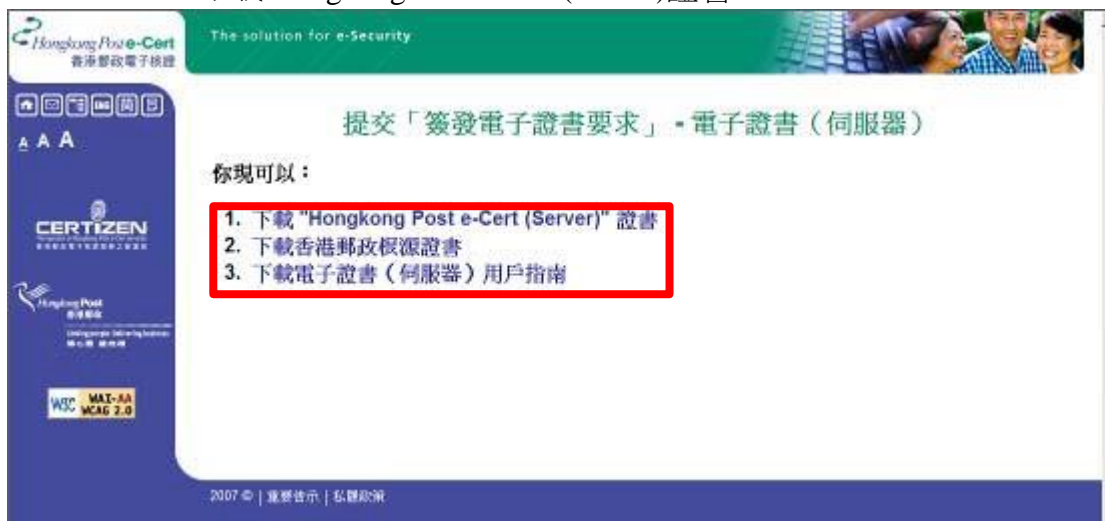 Hongkong Post e-Cert
香港郵政電子核證
The solution for e-Security
ENG 簡
A A A
提交「簽發電子證書要求」 - 電子證書（伺服器）
你現可以：
1. 下載 "Hongkong Post e-Cert (Server)" 證書
2. 下載香港郵政根源證書
3. 下載電子證書（伺服器）用戶指南
CERTIZEN
Hongkong Post
香港郵政
W3C WAI-AA
WCAG 2.0
2007 © | 重要告示 | 私隱政策